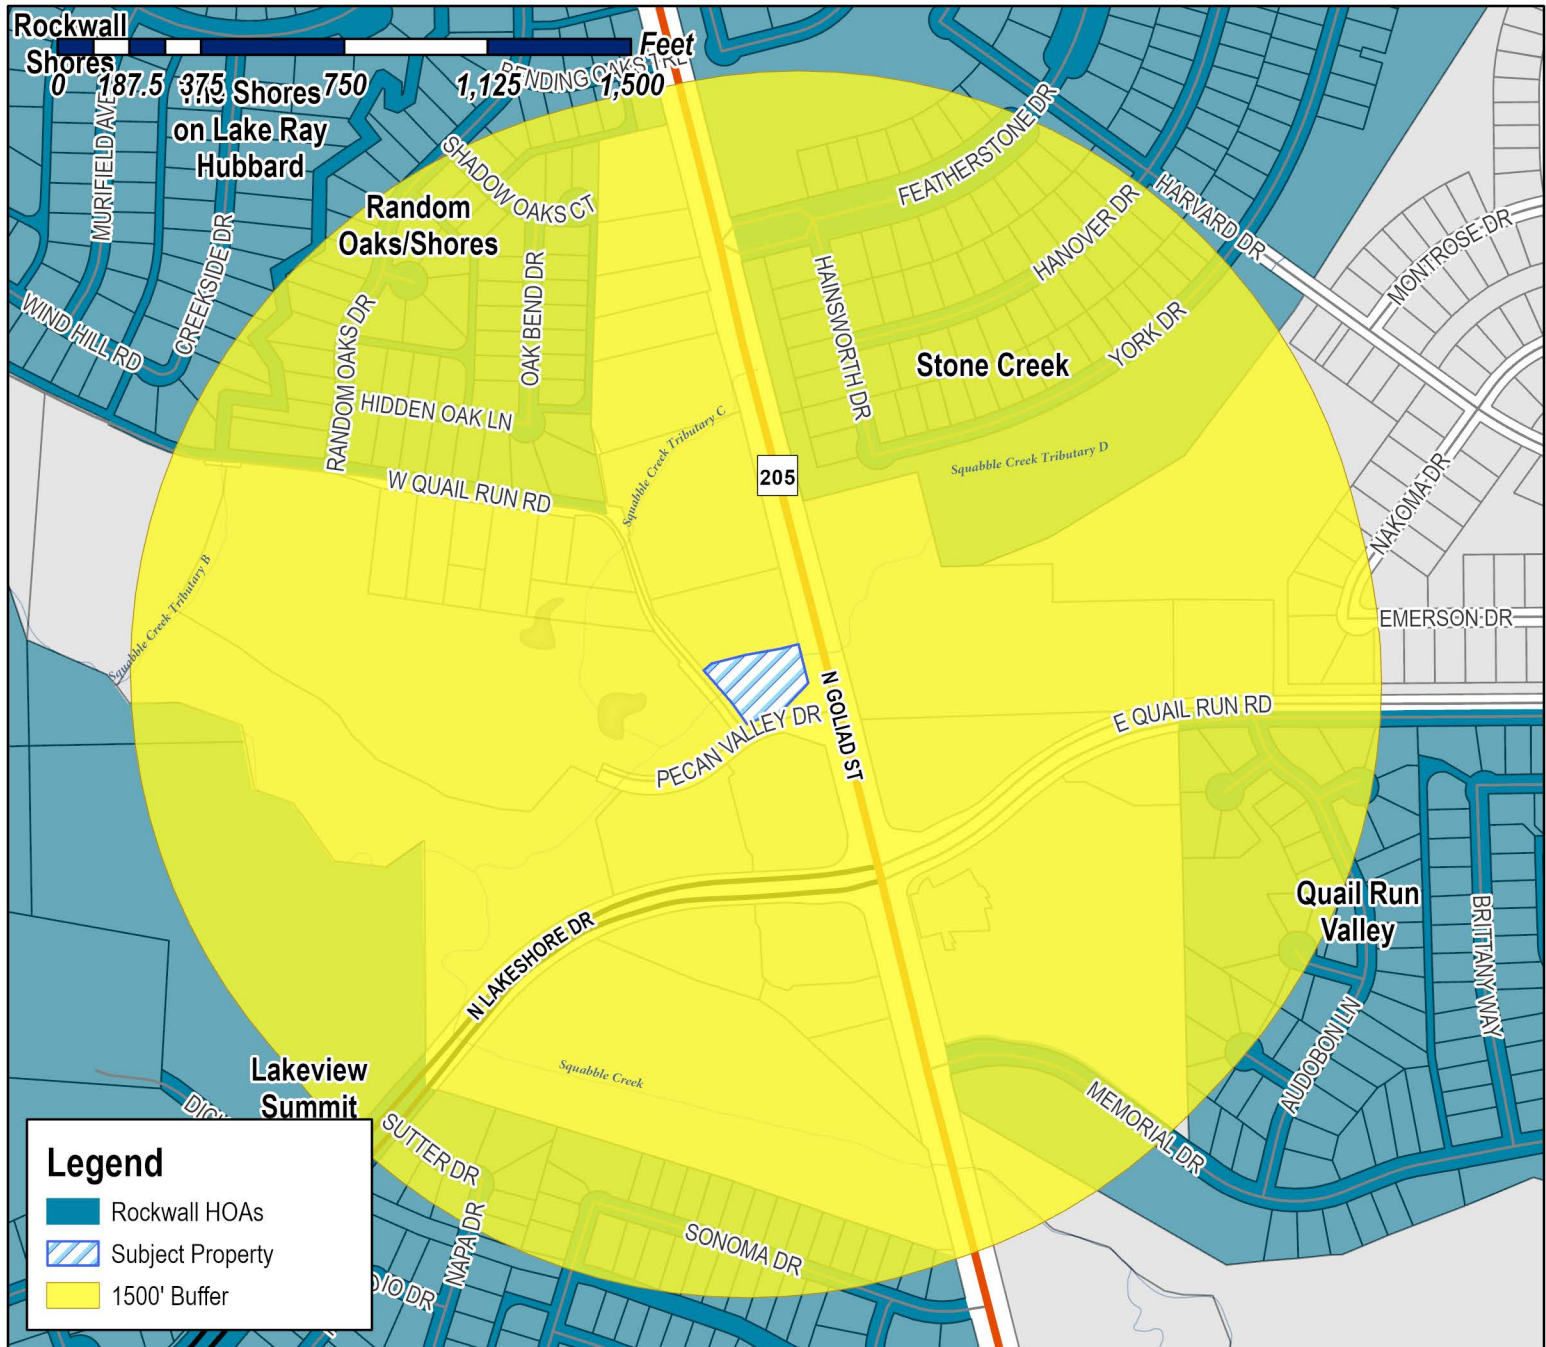 Rockwall
Shores
Feet
0 187.5 375 750 1,125 1,500
BENDING OAKS TRL
The Shores
on Lake Ray
Hubbard
MURIFIELD AVE
CREEKSIDE DR
WIND HILL RD
SHADOW OAKS CT
Random
Oaks/Shores
OAK BEND DR
RANDOM OAKS DR
HIDDEN OAK LN
W QUAIL RUN RD
FEATHERSTONE DR
HANOVER DR
HARVARD DR
MONTROSE DR
HAINSWORTH DR
YORK DR
Stone Creek
Squabble Creek Tributary C
Squabble Creek Tributary D
205
NAKOMA DR
Squabble Creek Tributary B
EMERSON DR
N GOLIAD ST
PECAN VALLEY DR
E QUAIL RUN RD
Quail Run
Valley
BRITTANY WAY
N LAKESHORE DR
AUDOBON LN
Squabble Creek
MEMORIAL DR
Lakeview
Summit
SUTTER DR
NAPA DR
SONOMA DR
Legend
Rockwall HOAs
Subject Property
1500' Buffer